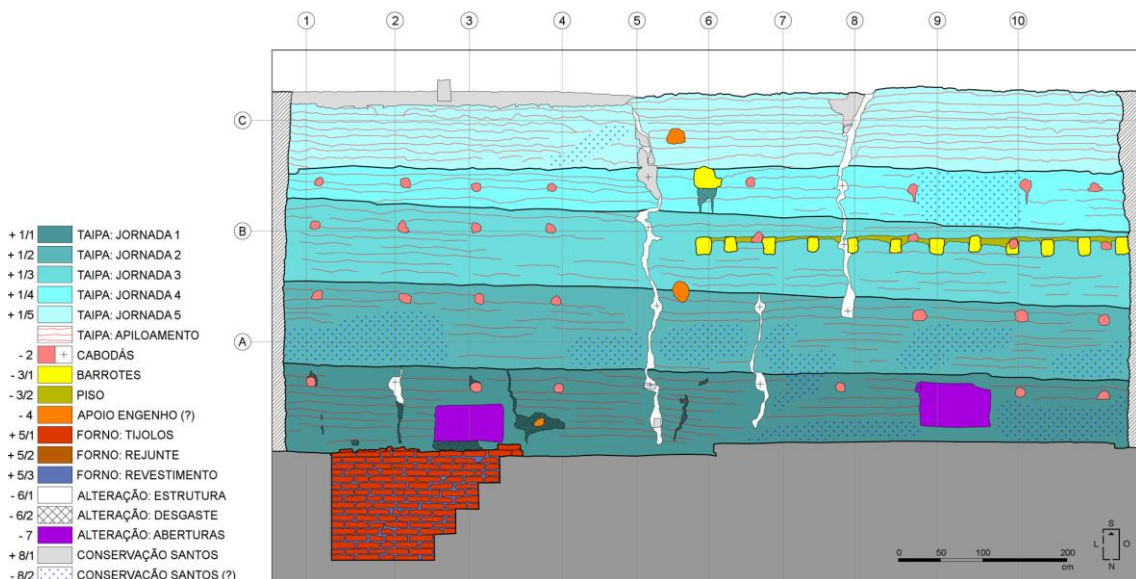 1 2 3 4 5 6 7 8 9 10
C
B
A
+ 1/1 TAIPA: JORNADA 1
+ 1/2 TAIPA: JORNADA 2
+ 1/3 TAIPA: JORNADA 3
+ 1/4 TAIPA: JORNADA 4
+ 1/5 TAIPA: JORNADA 5
TAIPA: APILOAMENTO
- 2 CABODÁS
- 3/1 BARROTES
- 3/2 PISO
- 4 APOIO ENGENHO (?)
+ 5/1 FORNO: TIJOLOS
+ 5/2 FORNO: REJUNTE
+ 5/3 FORNO: REVESTIMENTO
- 6/1 ALTERAÇÃO: ESTRUTURA
- 6/2 ALTERAÇÃO: DESGASTE
- 7 ALTERAÇÃO: ABERTURAS
+ 8/1 CONSERVAÇÃO SANTOS
- 8/2 CONSERVAÇÃO SANTOS (?)
0 50 100 200
cm
S
L O
N